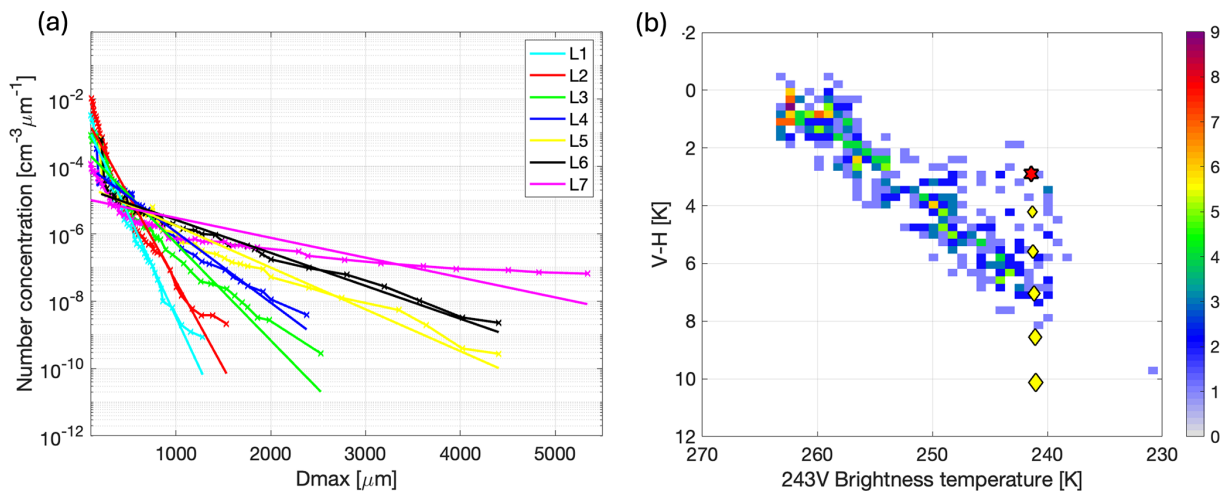 (a)
Number concentration [cm-3μm-1]
10-2
10-4
10-6
10-8
10-10
10-12
1000
2000
3000
4000
5000
Dmax [μm]
L1
L2
L3
L4
L5
L6
L7
(b)
V-H [K]
-2
0
2
4
6
8
10
12
270
260
250
240
230
243V Brightness temperature [K]
9
8
7
6
5
4
3
2
1
0